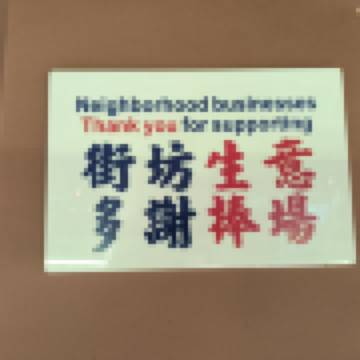 Neighborhood businesses
Thank you for supporting
街坊生意
多謝捧場